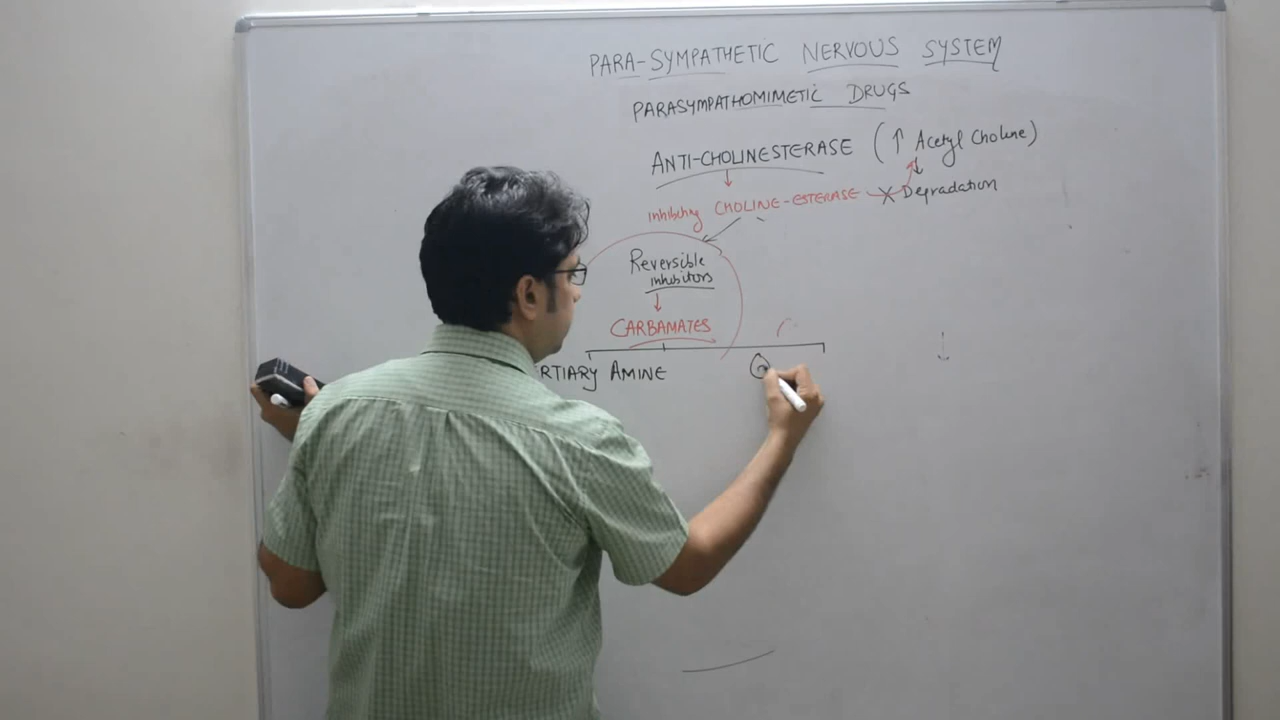 PARA-SYMPATHETIC NERVOUS SYSTEM
PARASYMPATHOMIMETIC DRUGS
ANTI-CHOLINESTERASE (↑ Acetyl Choline)
inhibiting CHOLINE-ESTERASE X Degradation
Reversible
inhibitors
CARBAMATES
RTIARY AMINE Q